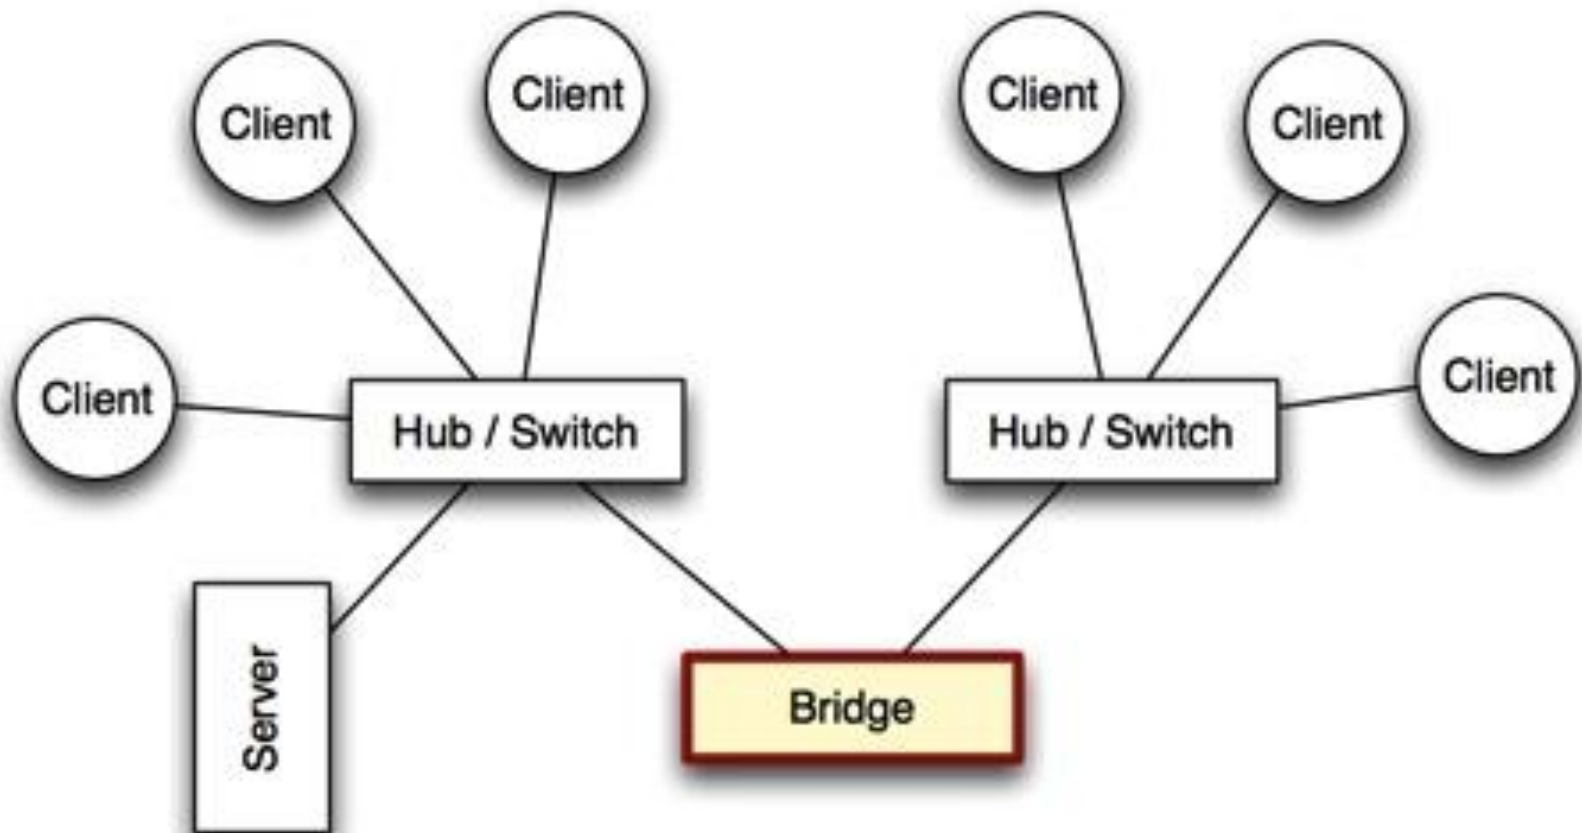 Client
Client
Client
Client
Client
Client
Hub / Switch
Hub / Switch
Server
Bridge